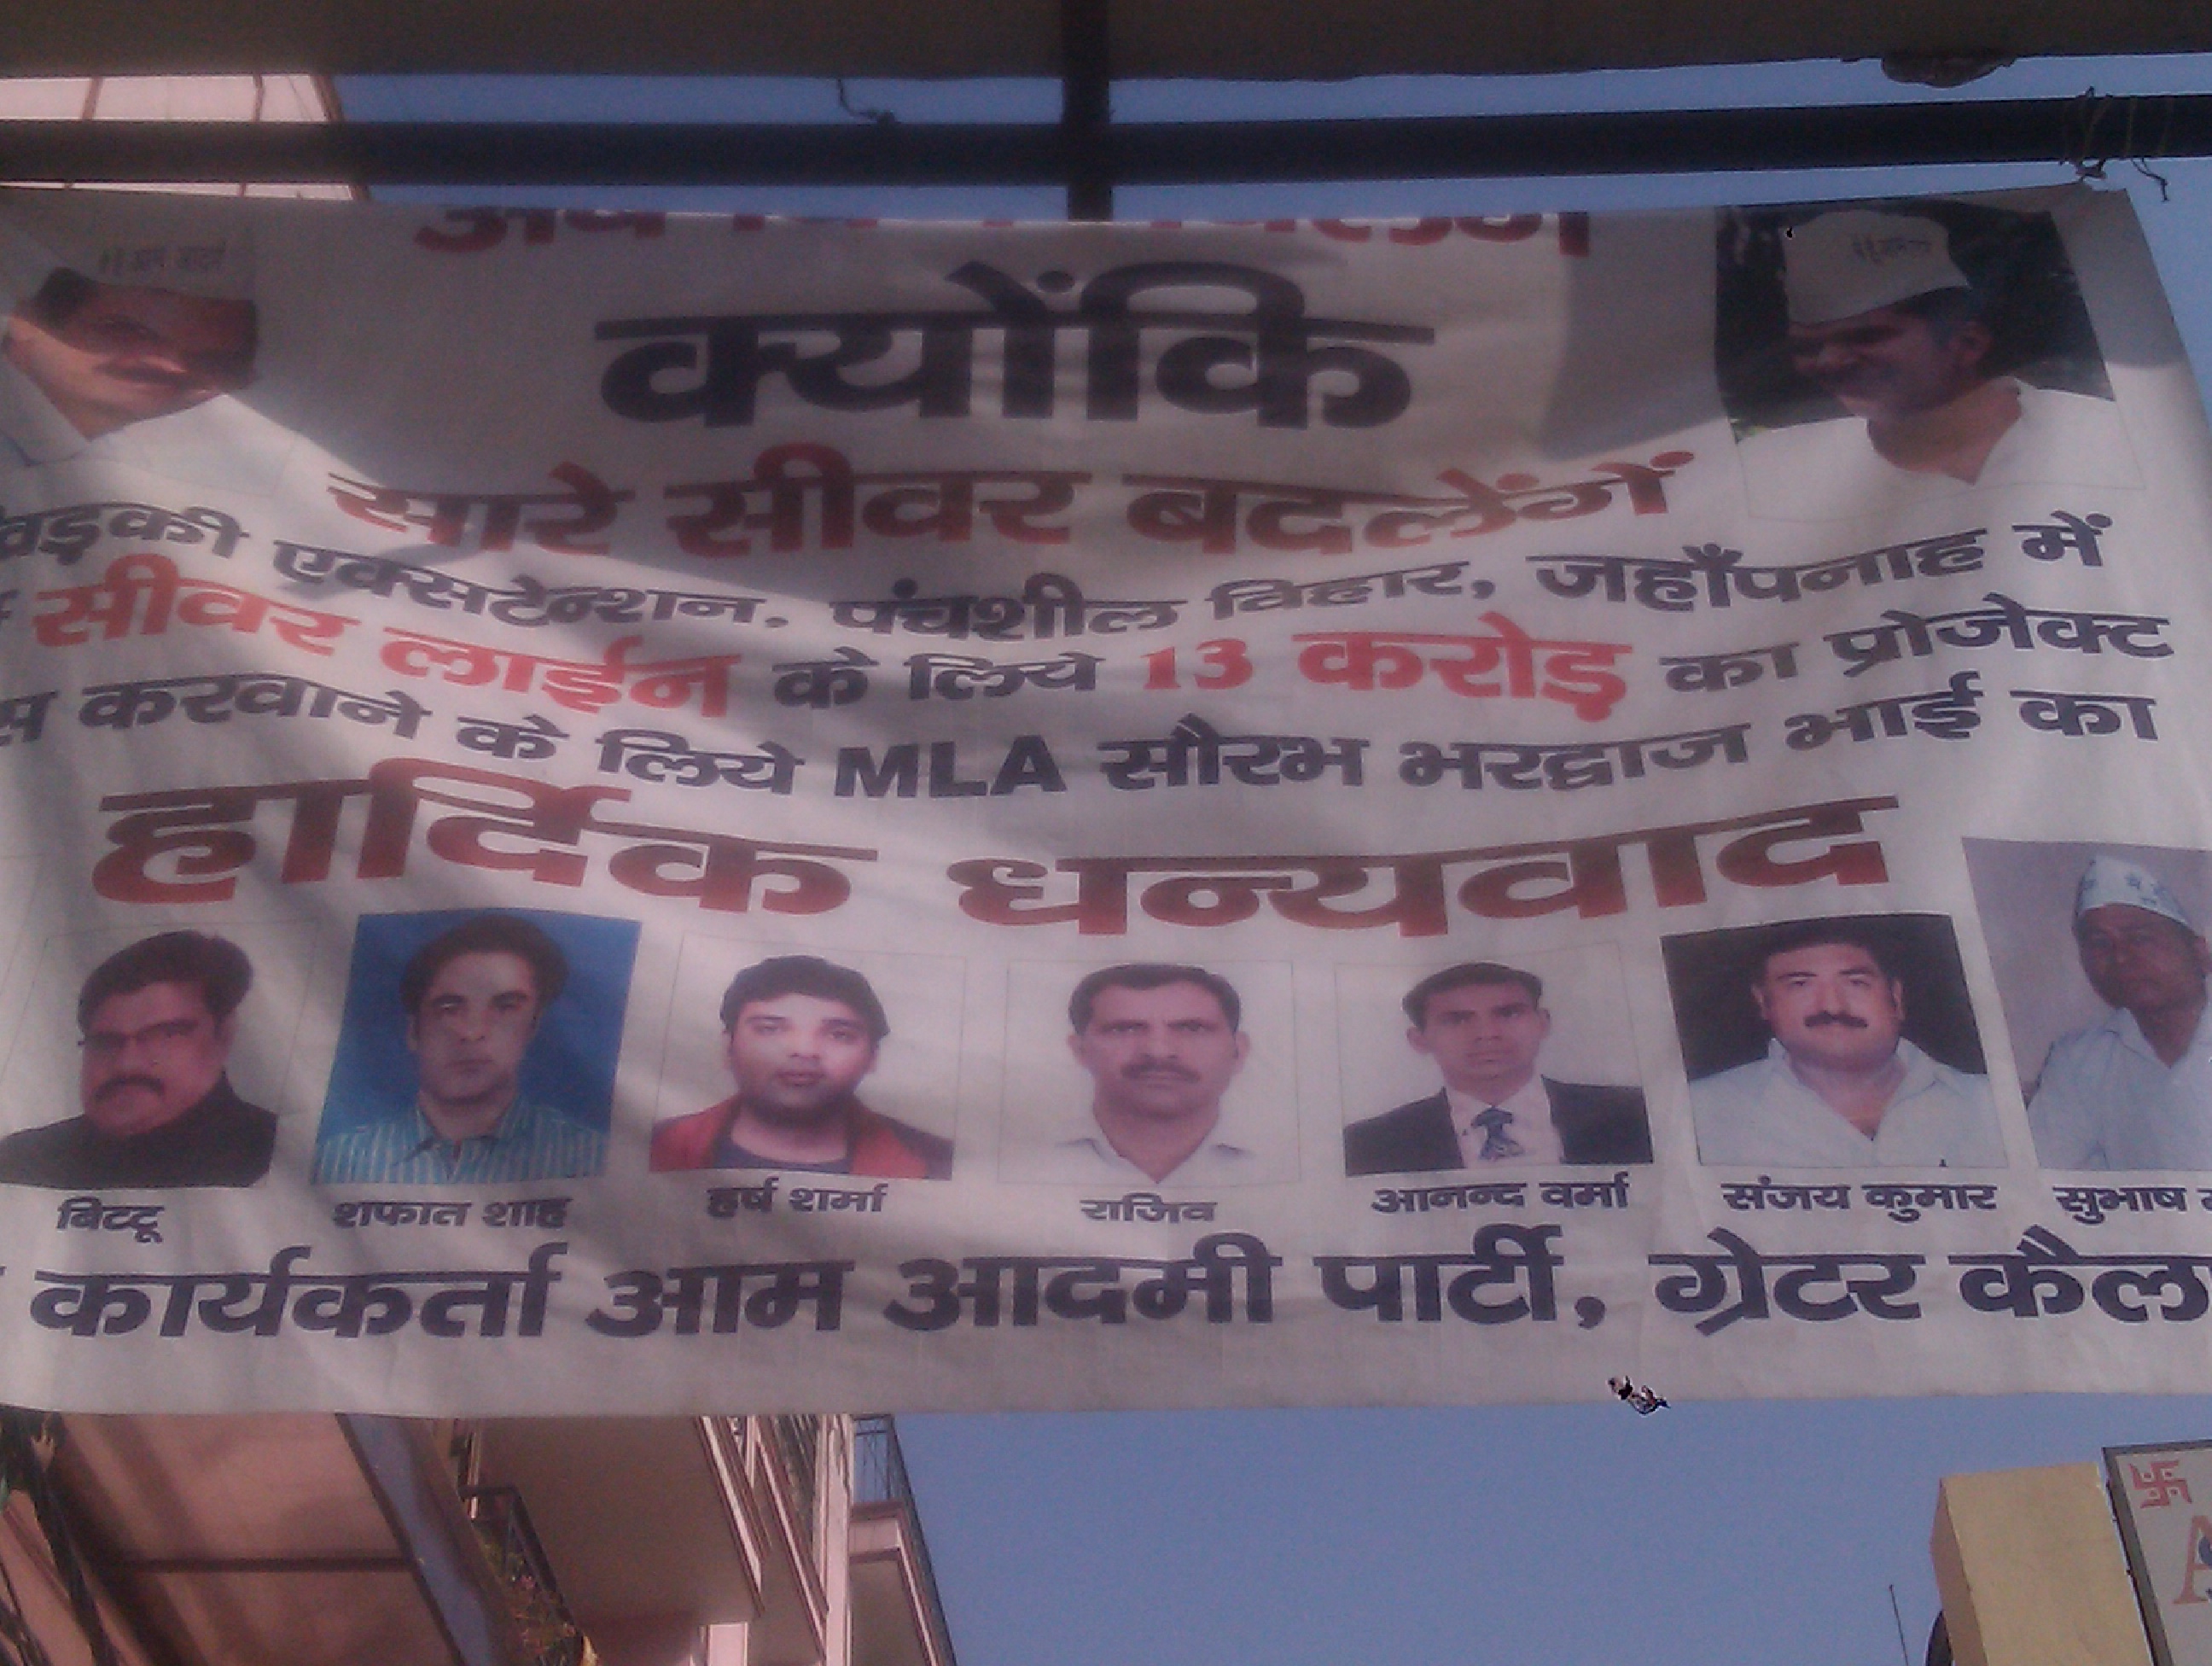 क्योंकि
सारे सीवर बदलेंगें
एक्सटेन्शन, पंचशील विहार, जहाँपनाह में
सीवर लाईन के लिये 13 करोड़ का प्रोजेक्ट
करवाने के लिये MLA सौरभ भरद्वाज भाई का
हार्दिक धन्यवाद
बिट्टू शफात शाह हर्ष शर्मा राजिव आनन्द वर्मा संजय कुमार सुभाष
कार्यकर्ता आम आदमी पार्टी, ग्रेटर